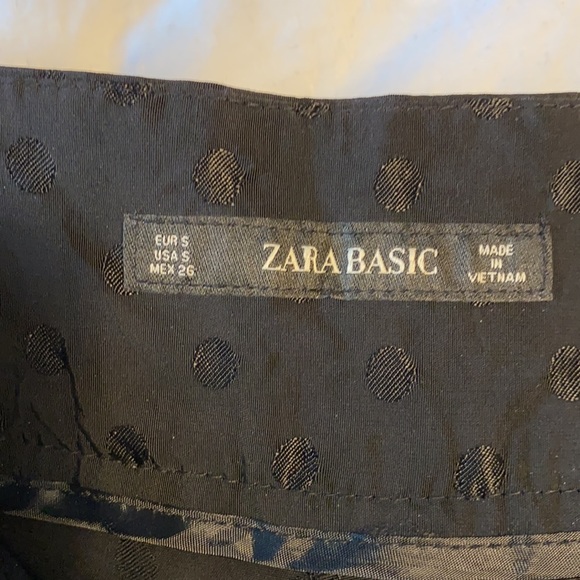 EUR S
USA S
MEX 26
ZARA BASIC
MADE
IN
VIETNAM